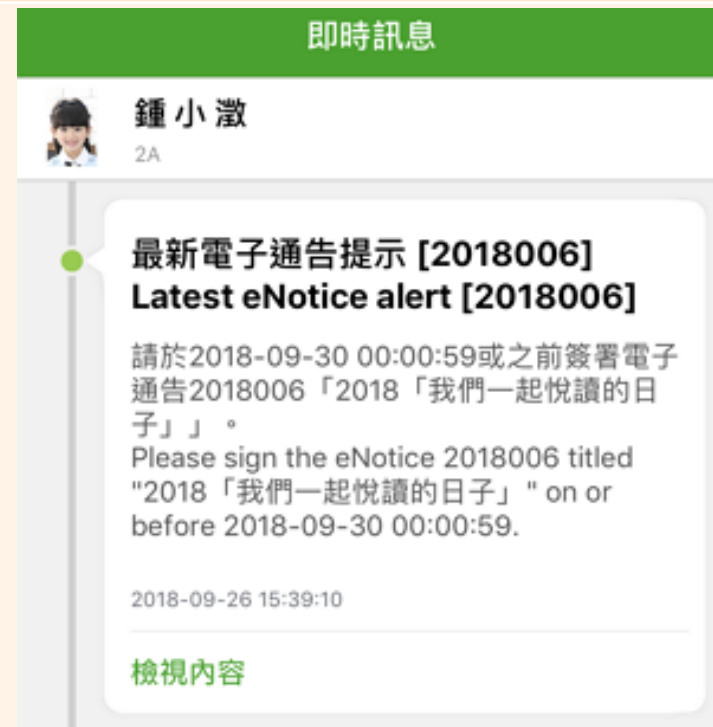 即時訊息
鍾小澂
2A
最新電子通告提示 [2018006]
Latest eNotice alert [2018006]
請於2018-09-30 00:00:59或之前簽署電子
通告2018006「2018「我們一起悅讀的日
子」」。
Please sign the eNotice 2018006 titled
"2018「我們一起悅讀的日子」" on or
before 2018-09-30 00:00:59.
2018-09-26 15:39:10
檢視內容